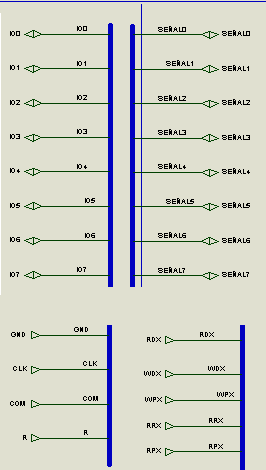 IO0 IO0 SEÑAL0 SEÑAL0
IO1 IO1 SEÑAL1 SEÑAL1
IO2 IO2 SEÑAL2 SEÑAL2
IO3 IO3 SEÑAL3 SEÑAL3
IO4 IO4 SEÑAL4 SEÑAL4
IO5 IO5 SEÑAL5 SEÑAL5
IO6 IO6 SEÑAL6 SEÑAL6
IO7 IO7 SEÑAL7 SEÑAL7
GND GND
CLK CLK
COM COM
R R
RDX RDX
WDX WDX
WPX WPX
RRX RRX
RPX RPX